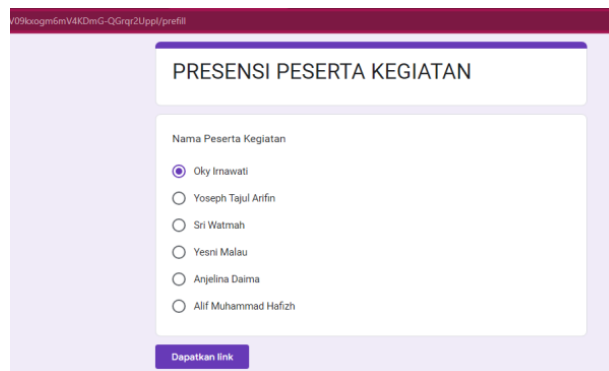 V09kxogm6mV4KDmG-QGrqr2UppI/prefill
PRESENSI PESERTA KEGIATAN
Nama Peserta Kegiatan
Oky Irnawati
Yoseph Tajul Arifin
Sri Watmah
Yesni Malau
Anjelina Daima
Alif Muhammad Hafizh
Dapatkan link